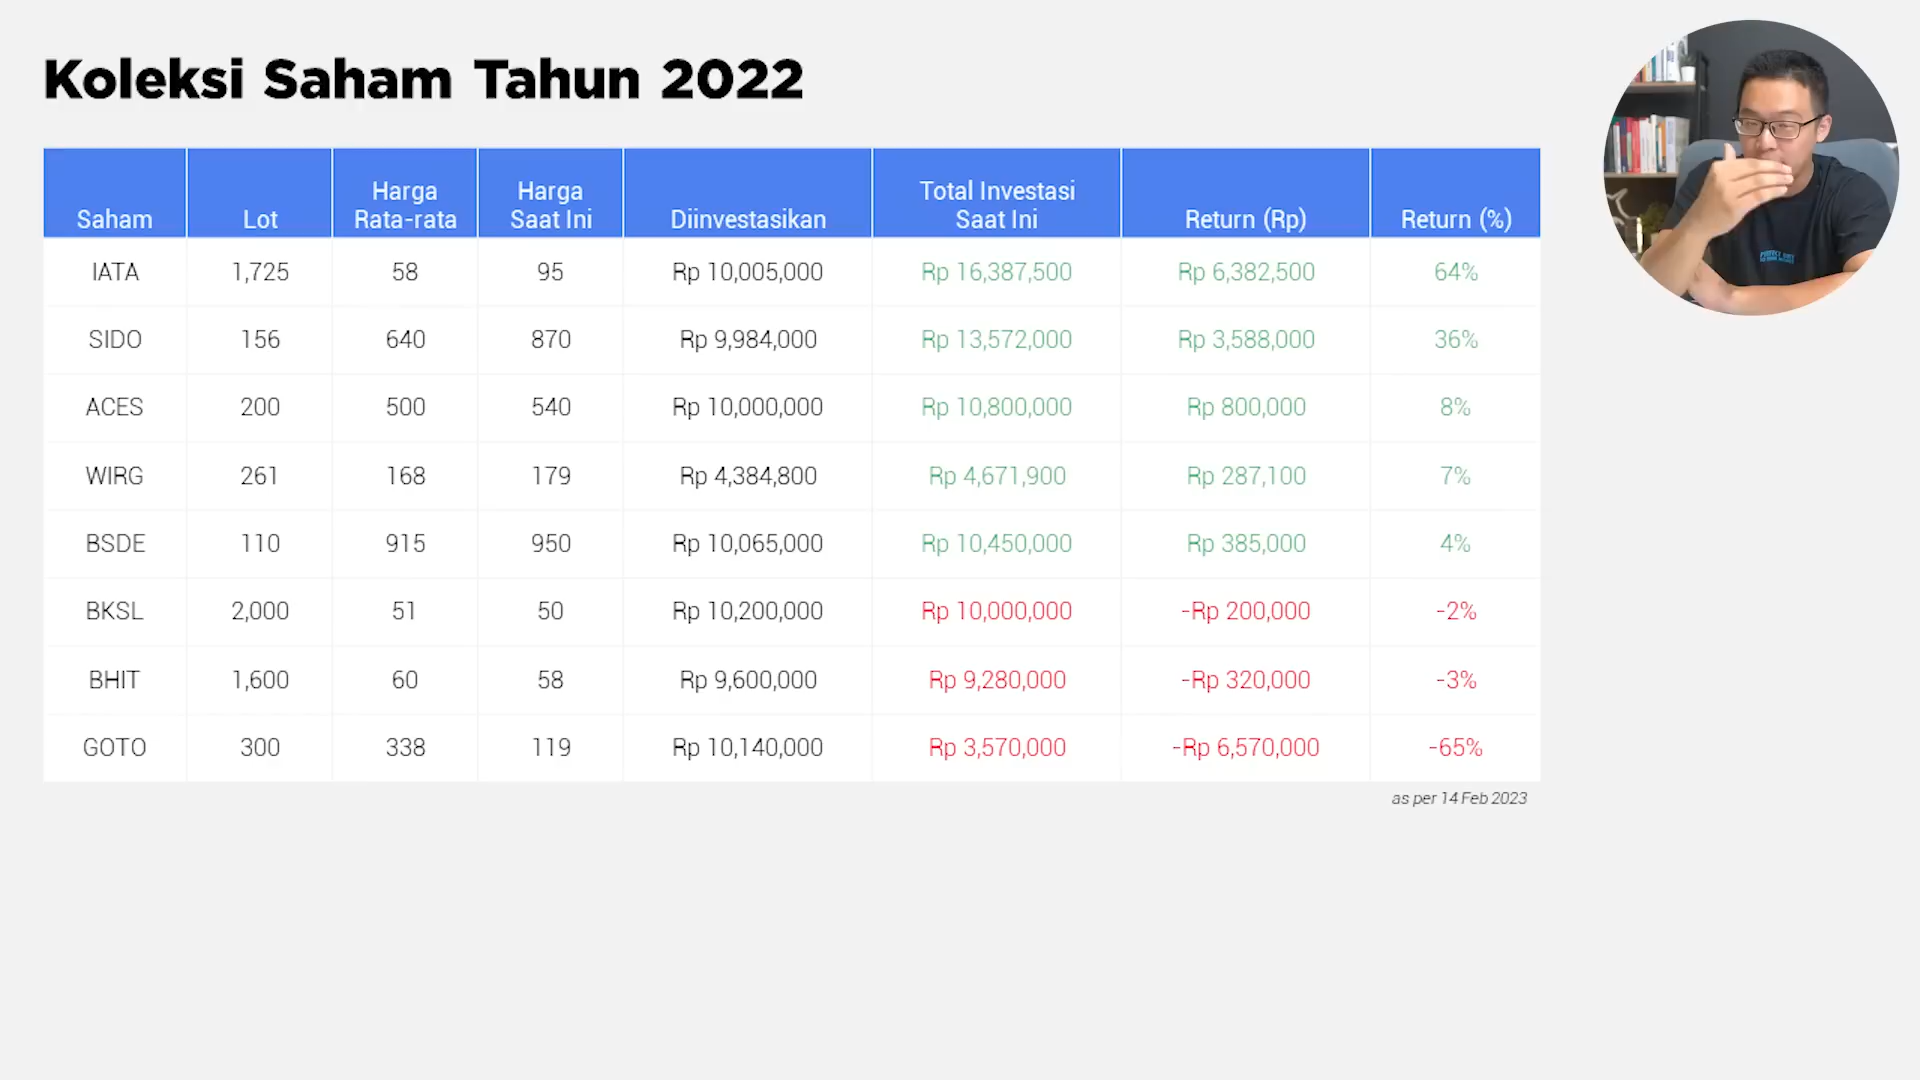 Koleksi Saham Tahun 2022
Saham Lot Harga Rata-rata Harga Saat Ini Diinvestasikan Total Investasi Saat Ini Return (Rp) Return (%)
IATA 1,725 58 95 Rp 10,005,000 Rp 16,387,500 Rp 6,382,500 64%
SIDO 156 640 870 Rp 9,984,000 Rp 13,572,000 Rp 3,588,000 36%
ACES 200 500 540 Rp 10,000,000 Rp 10,800,000 Rp 800,000 8%
WIRG 261 168 179 Rp 4,384,800 Rp 4,671,900 Rp 287,100 7%
BSDE 110 915 950 Rp 10,065,000 Rp 10,450,000 Rp 385,000 4%
BKSL 2,000 51 50 Rp 10,200,000 Rp 10,000,000 -Rp 200,000 -2%
BHIT 1,600 60 58 Rp 9,600,000 Rp 9,280,000 -Rp 320,000 -3%
GOTO 300 338 119 Rp 10,140,000 Rp 3,570,000 -Rp 6,570,000 -65%
as per 14 Feb 2023